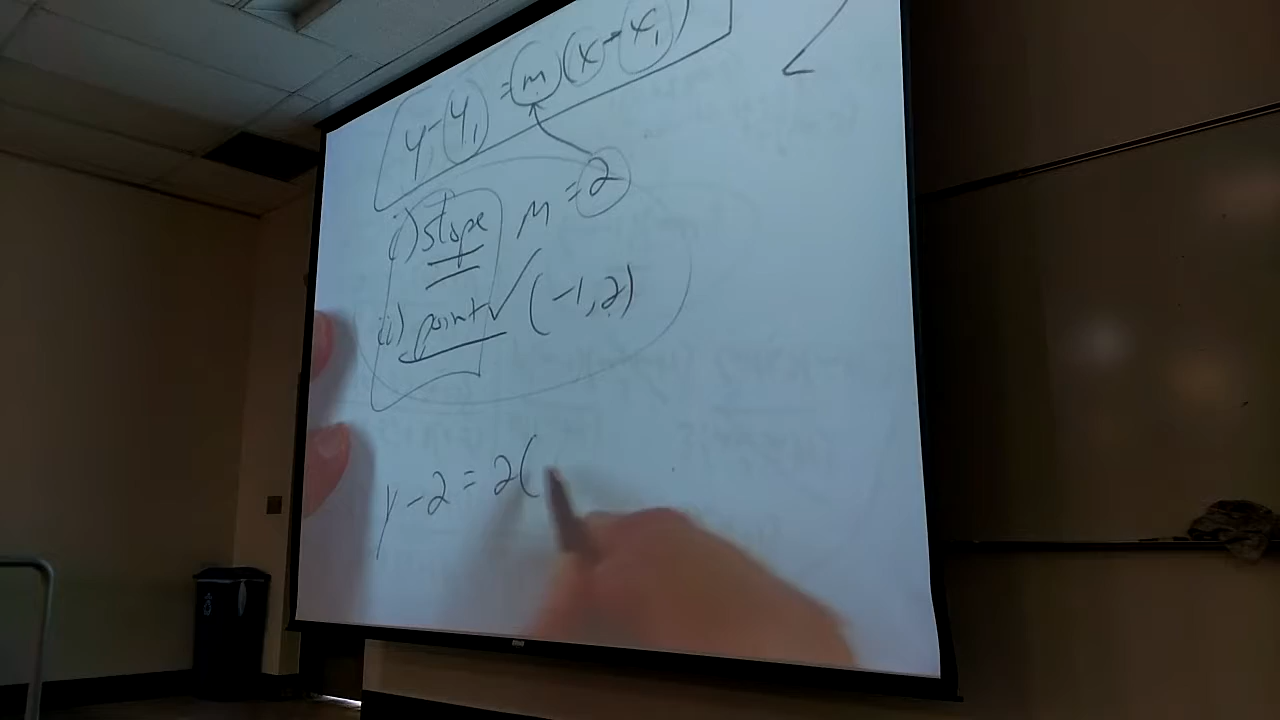 y - y₁ = m(x - x₁)
i) slope m = 2
ii) point ✓ (-1, 2)
y - 2 = 2(